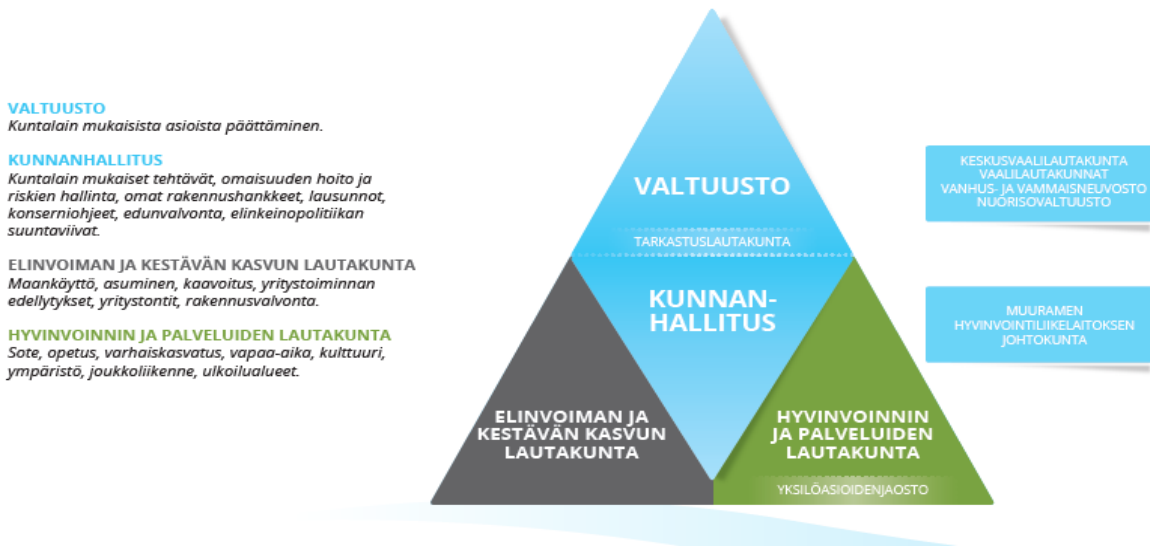 VALTUUSTO
Kuntalain mukaisista asioista päättäminen.
KUNNANHALLITUS
Kuntalain mukaiset tehtävät, omaisuuden hoito ja
riskien hallinta, omat rakennushankkeet, lausunnot,
konserniohjeet, edunvalvonta, elinkeinopolitiikan
suuntaviivat.
ELINVOIMAN JA KESTÄVÄN KASVUN LAUTAKUNTA
Maankäyttö, asuminen, kaavoitus, yritystoiminnan
edellytykset, yritystontit, rakennusvalvonta.
HYVINVOINNIN JA PALVELUIDEN LAUTAKUNTA
Sote, opetus, varhaiskasvatus, vapaa-aika, kulttuuri,
ympäristö, joukkoliikenne, ulkoilualueet.
VALTUUSTO
TARKASTUSLAUTAKUNTA
KUNNAN-
HALLITUS
ELINVOIMAN JA
KESTÄVÄN KASVUN
LAUTAKUNTA
HYVINVOINNIN
JA PALVELUIDEN
LAUTAKUNTA
YKSILÖASIOIDENJAOSTO
KESKUSVAALILAUTAKUNTA
VAALILAUTAKUNNAT
VANHUS- JA VAMMAISNEUVOSTO
NUORISOVALTUUSTO
MUURAMEN
HYVINVOINTILIIKELAITOKSEN
JOHTOKUNTA